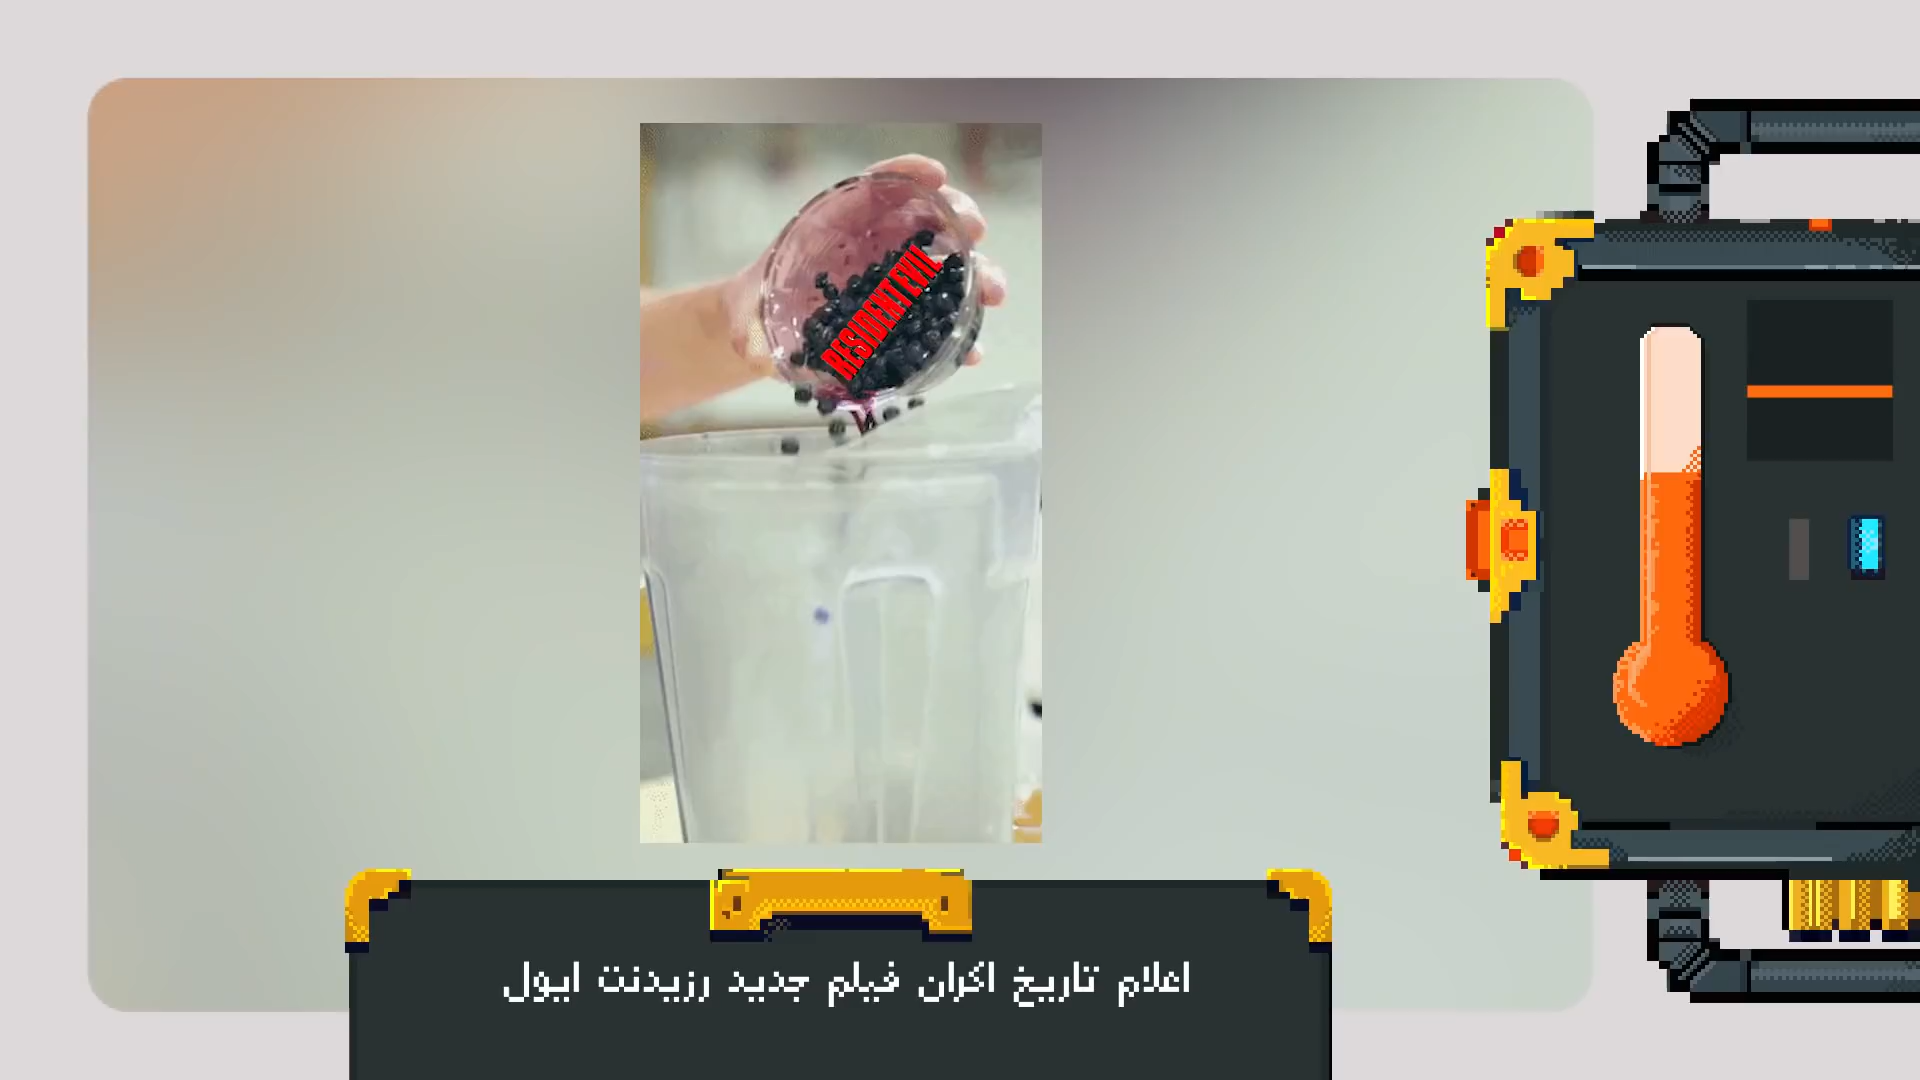 RESIDENT EVIL
اعلام تاریخ اکران فیلم جدید رزیدنت ایول